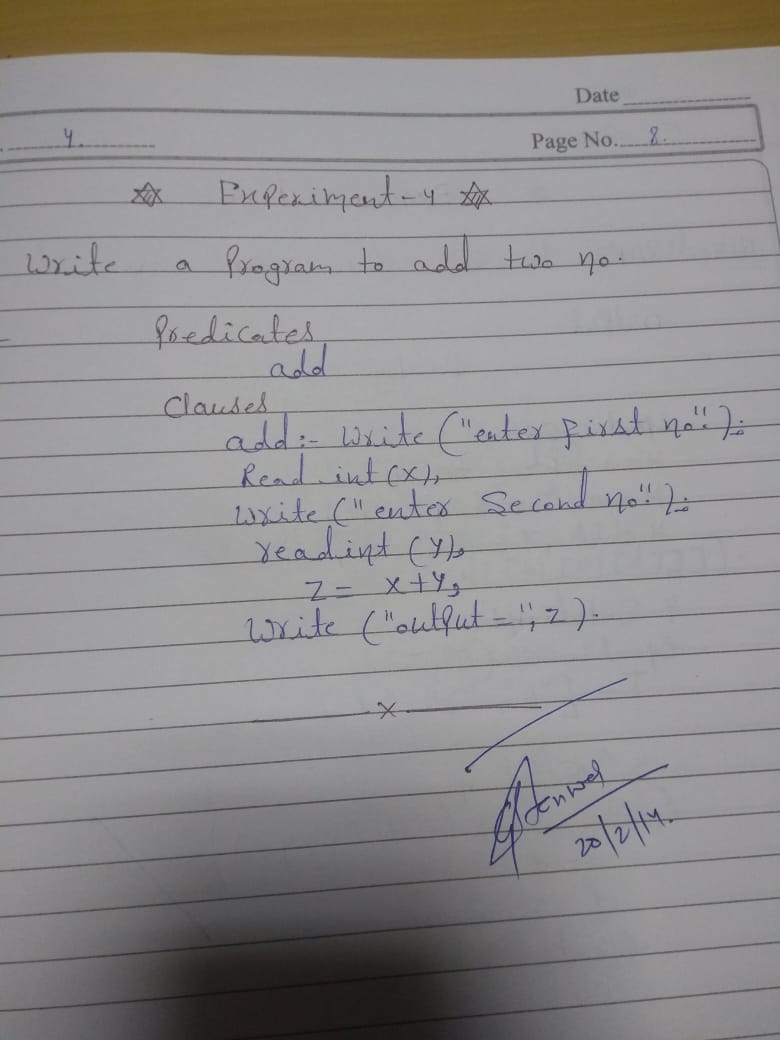 Date
4.
Page No. 8.
Experiment-4
Write a Program to add two no.
Predicates
add
Clauses
add:- Write ("enter first no".);
Read int (x),
Write ("enter Second no".);
readint (y),
z = x+y,
Write ("output =", z).
x
20/2/14.